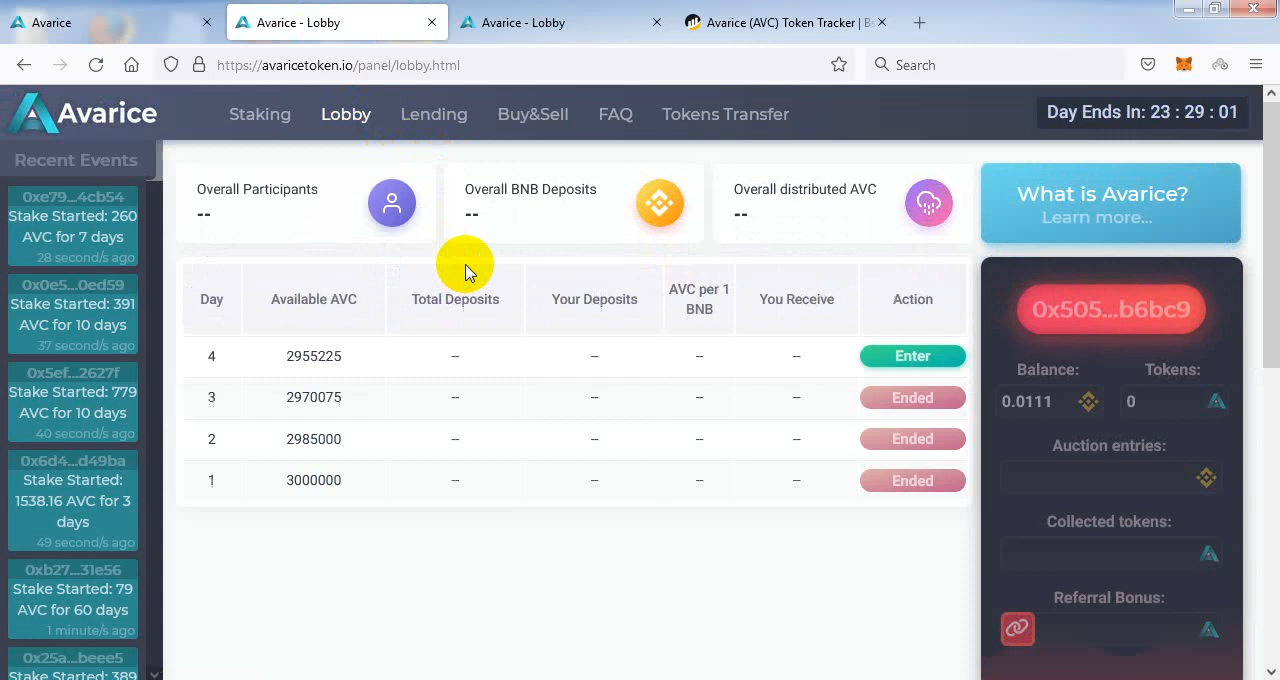 Avarice
Avarice - Lobby
Avarice - Lobby
Avarice (AVC) Token Tracker |
https://avaricetoken.io/panel/lobby.html
Search
Avarice
Staking
Lobby
Lending
Buy&Sell
FAQ
Tokens Transfer
Day Ends In: 23 : 29 : 01
Recent Events
0xe79...4cb54
Stake Started: 260
AVC for 7 days
28 second/s ago
0x0e5...0ed59
Stake Started: 391
AVC for 10 days
37 second/s ago
0x5ef...2627f
Stake Started: 779
AVC for 10 days
40 second/s ago
0x6d4...d49ba
Stake Started:
1538.16 AVC for 3
days
49 second/s ago
0xb27...31e56
Stake Started: 79
AVC for 60 days
1 minute/s ago
0x25a...beee5
Stake Started: 389
Overall Participants
--
Overall BNB Deposits
--
Overall distributed AVC
--
Day Available AVC Total Deposits Your Deposits AVC per 1 BNB You Receive Action
4 2955225 -- -- -- -- Enter
3 2970075 -- -- -- -- Ended
2 2985000 -- -- -- -- Ended
1 3000000 -- -- -- -- Ended
What is Avarice?
Learn more...
0x505...b6bc9
Balance: Tokens:
0.0111 0
Auction entries:
Collected tokens:
Referral Bonus: